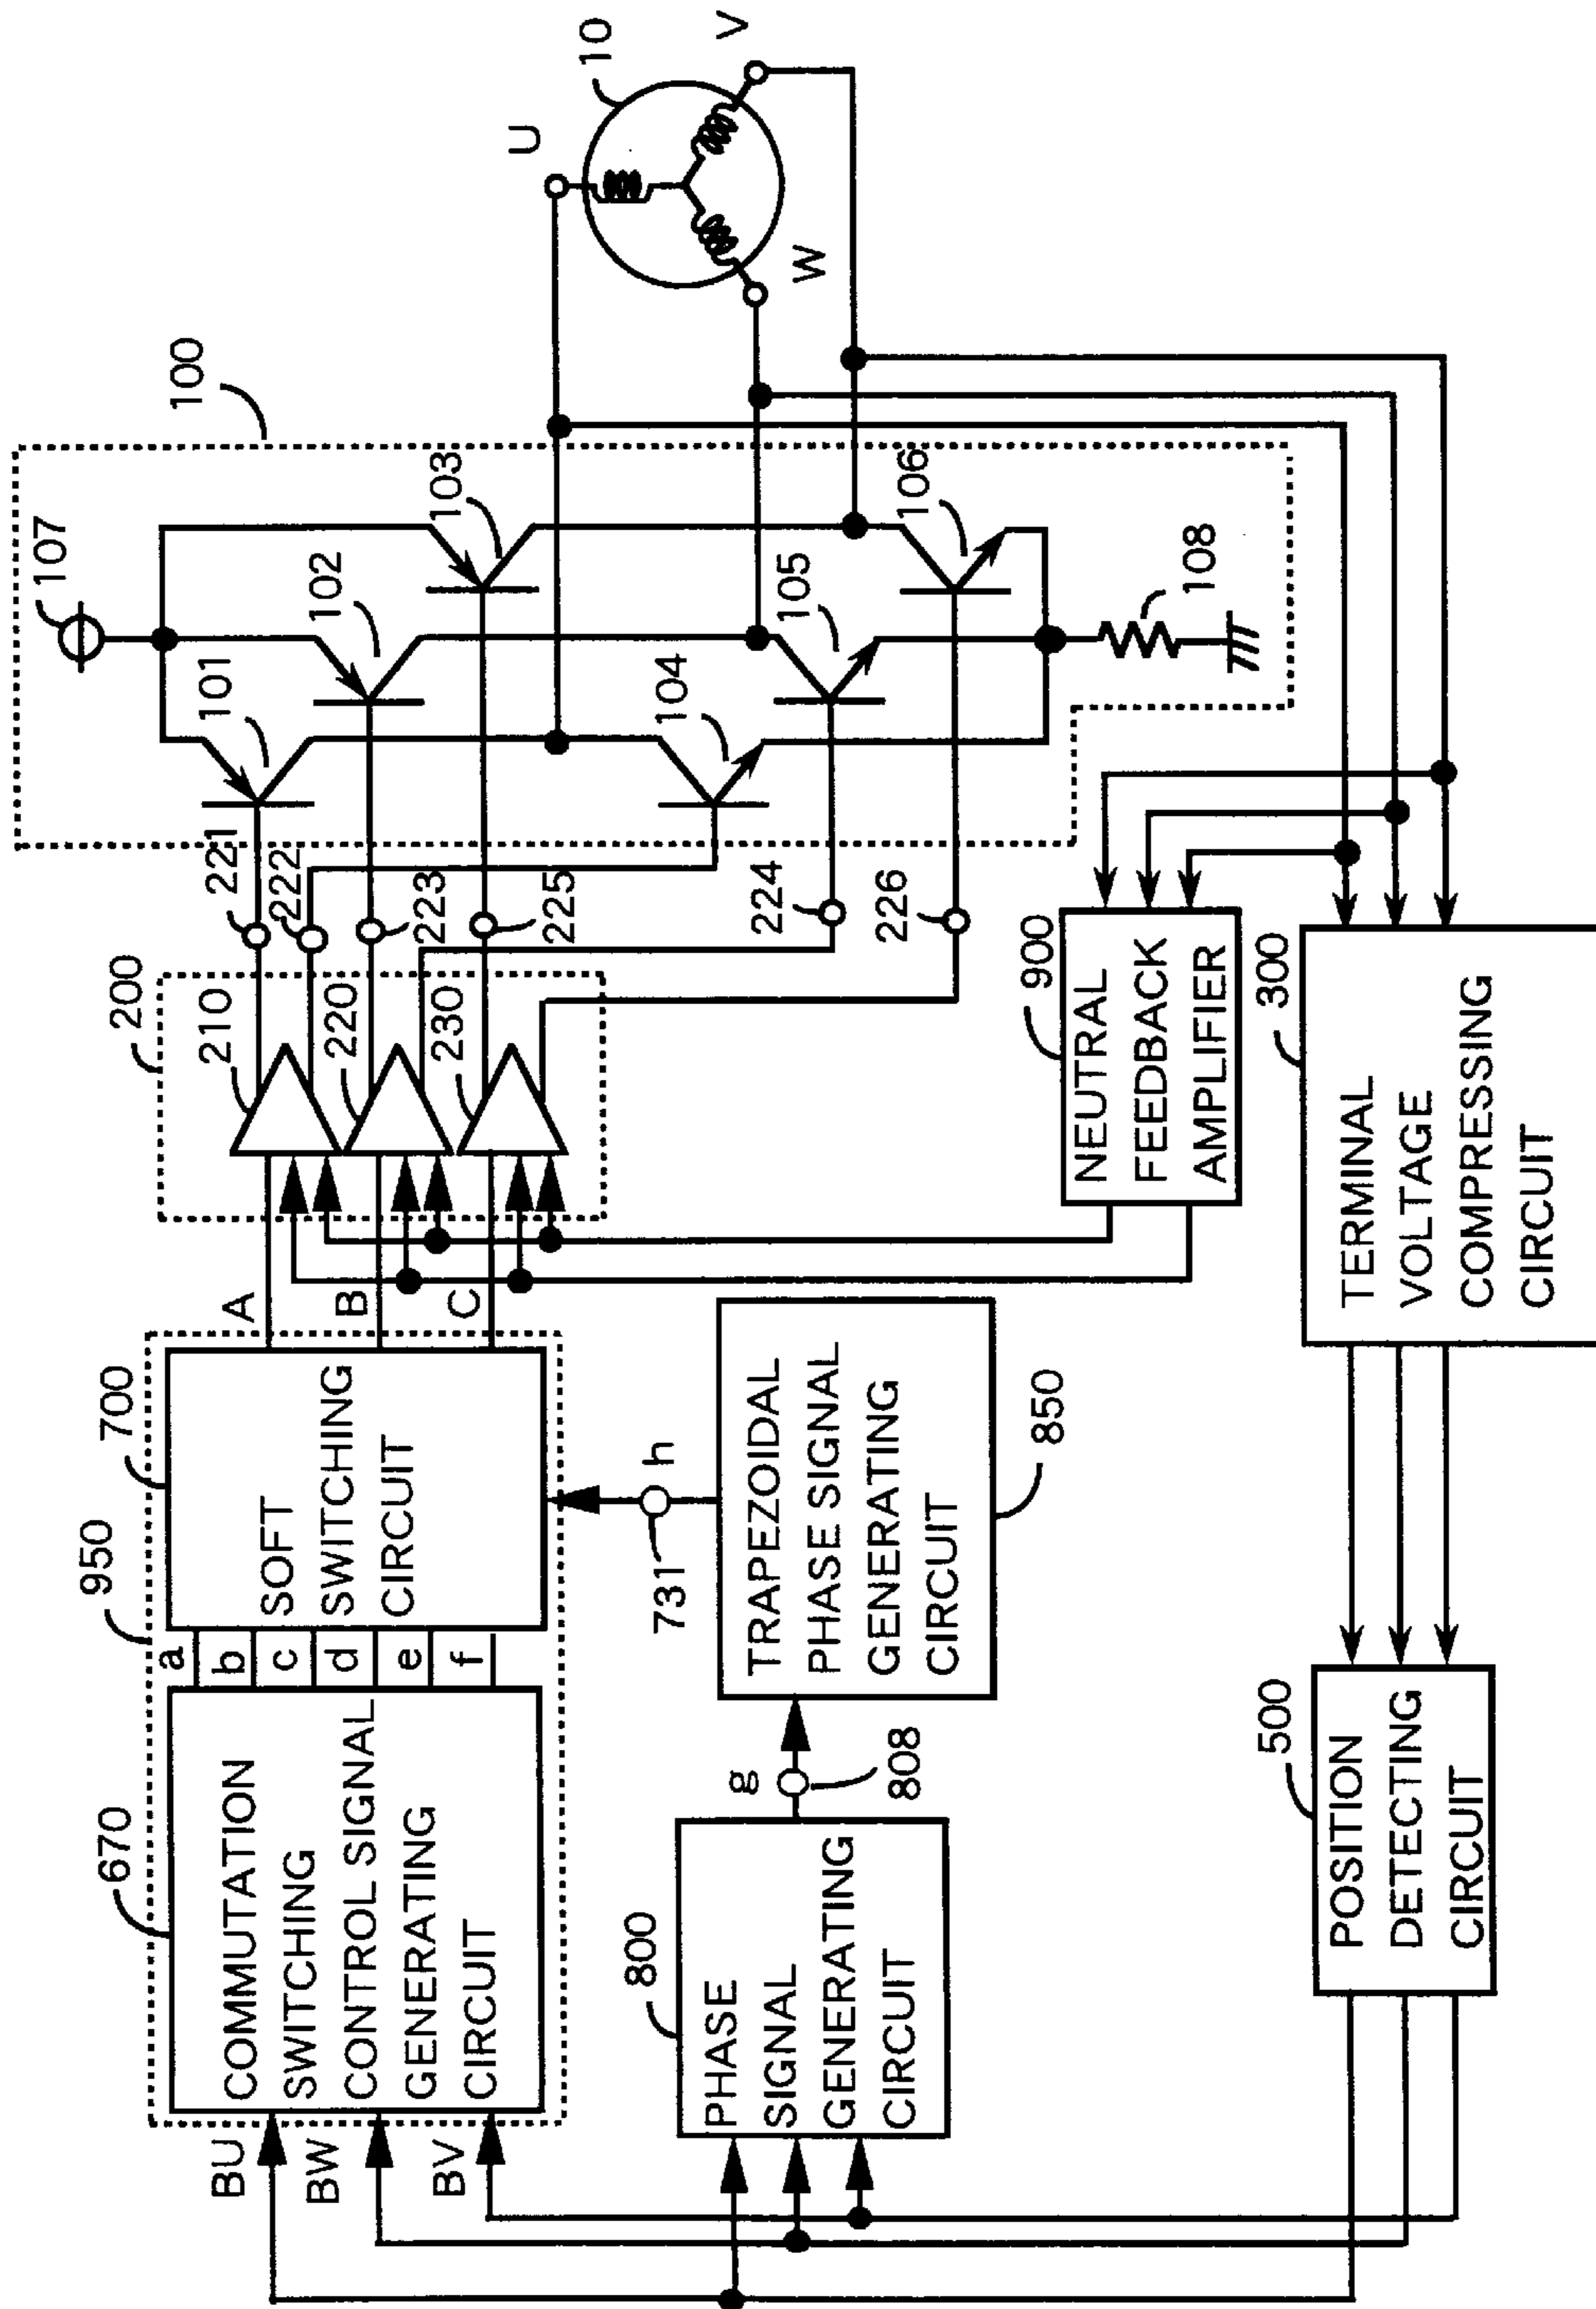 950
670
COMMUTATION
SWITCHING
CONTROL SIGNAL
GENERATING
CIRCUIT
BU
BW
BV
a
b
c
d
e
f
700
SOFT
SWITCHING
CIRCUIT
A
B
C
200
210
220
230
221
222
223
225
224
226
100
107
101
102
103
104
105
106
108
10
U
V
W
800
PHASE
SIGNAL
GENERATING
CIRCUIT
g
808
TRAPEZOIDAL
PHASE SIGNAL
GENERATING
CIRCUIT
850
731
h
900
NEUTRAL
FEEDBACK
AMPLIFIER
500
POSITION
DETECTING
CIRCUIT
300
TERMINAL
VOLTAGE
COMPRESSING
CIRCUIT